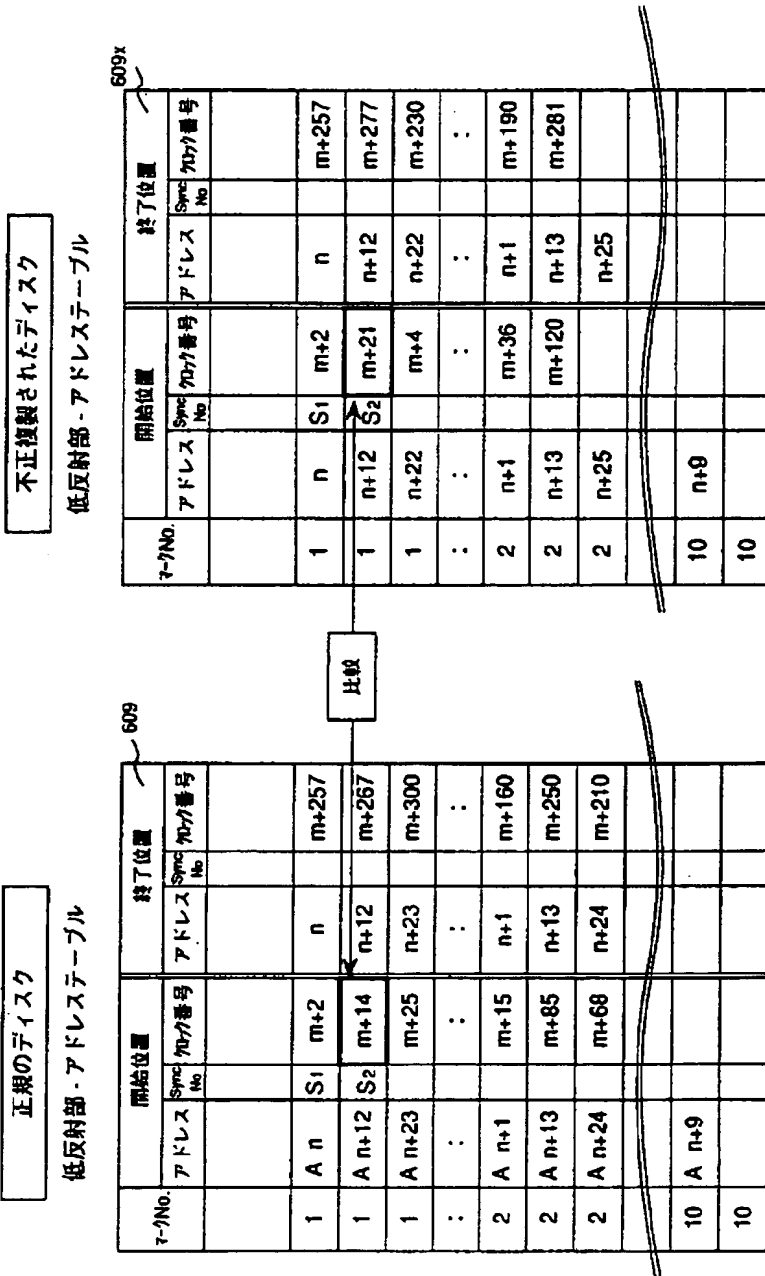 正規のディスク
低反射部-アドレステーブル
609
マークNo. 開始位置 終了位置
アドレス Sync No クロック番号 アドレス Sync No クロック番号
1 A n S1 m+2 n m+257
1 A n+12 S2 m+14 n+12 m+267
1 A n+23 m+25 n+23 m+300
: : : : :
2 A n+1 m+15 n+1 m+160
2 A n+13 m+85 n+13 m+250
2 A n+24 m+68 n+24 m+210
10 A n+9
10
比較
不正複製されたディスク
低反射部-アドレステーブル
609x
マークNo. 開始位置 終了位置
アドレス Sync No クロック番号 アドレス Sync No クロック番号
1 n S1 m+2 n m+257
1 n+12 S2 m+21 n+12 m+277
1 n+22 m+4 n+22 m+230
: : : : :
2 n+1 m+36 n+1 m+190
2 n+13 m+120 n+13 m+281
2 n+25 n+25
10 n+9
10